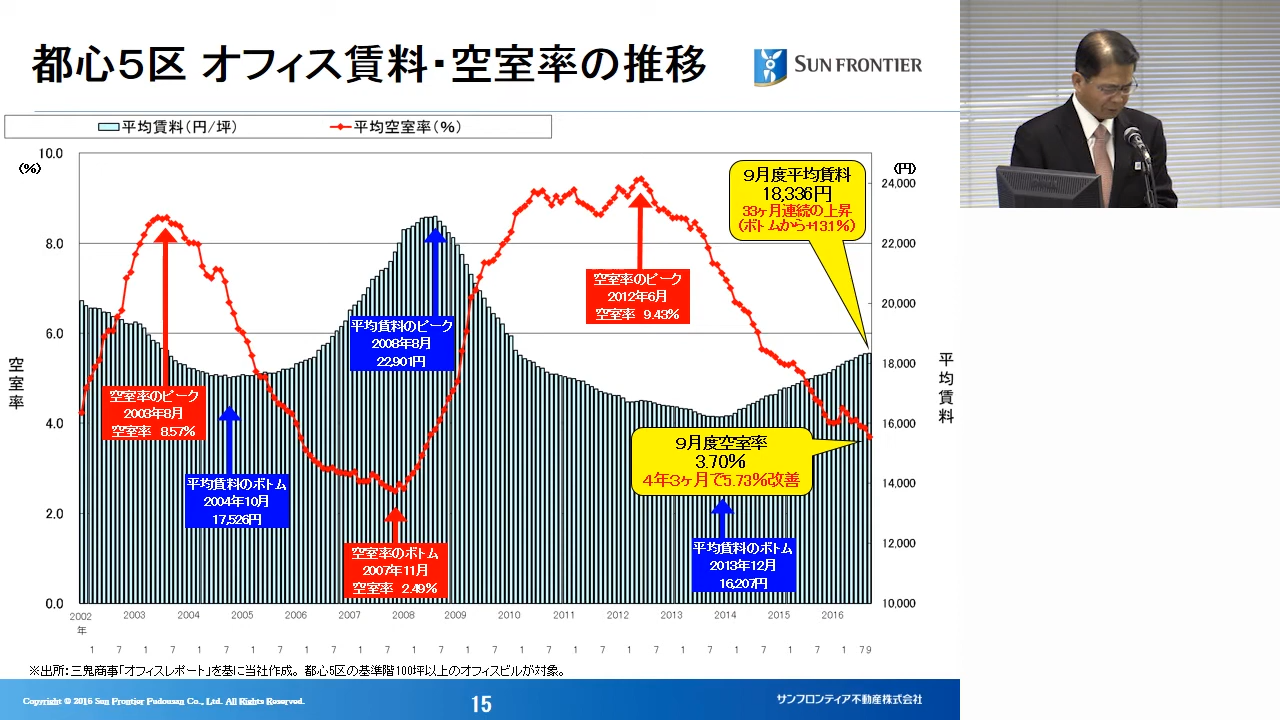 都心５区 オフィス賃料・空室率の推移
SUN FRONTIER
平均賃料（円/坪）
平均空室率（%）
(%)
(円)
10.0
8.0
6.0
4.0
2.0
0.0
空室率
24,000
22,000
20,000
18,000
16,000
14,000
12,000
10,000
平均賃料
９月度平均賃料
18,336円
33ヶ月連続の上昇
（ボトムから+13.1%）
空室率のピーク
2012年6月
空室率 9.43%
平均賃料のピーク
2008年8月
22,901円
空室率のピーク
2003年8月
空室率 8.57%
９月度空室率
3.70%
４年３ヶ月で5.73%改善
平均賃料のボトム
2004年10月
17,526円
空室率のボトム
2007年11月
空室率 2.49%
平均賃料のボトム
2013年12月
16,207円
2002 2003 2004 2005 2006 2007 2008 2009 2010 2011 2012 2013 2014 2015 2016
年
1 7 1 7 1 7 1 7 1 7 1 7 1 7 1 7 1 7 1 7 1 7 1 7 1 7 1 7 1 7.9
※出所：三鬼商事「オフィスレポート」を基に当社作成。都心5区の基準階100坪以上のオフィスビルが対象。
Copyright © 2016 Sun Frontier Fudousan Co., Ltd. All Rights Reserved.
15
サンフロンティア不動産株式会社